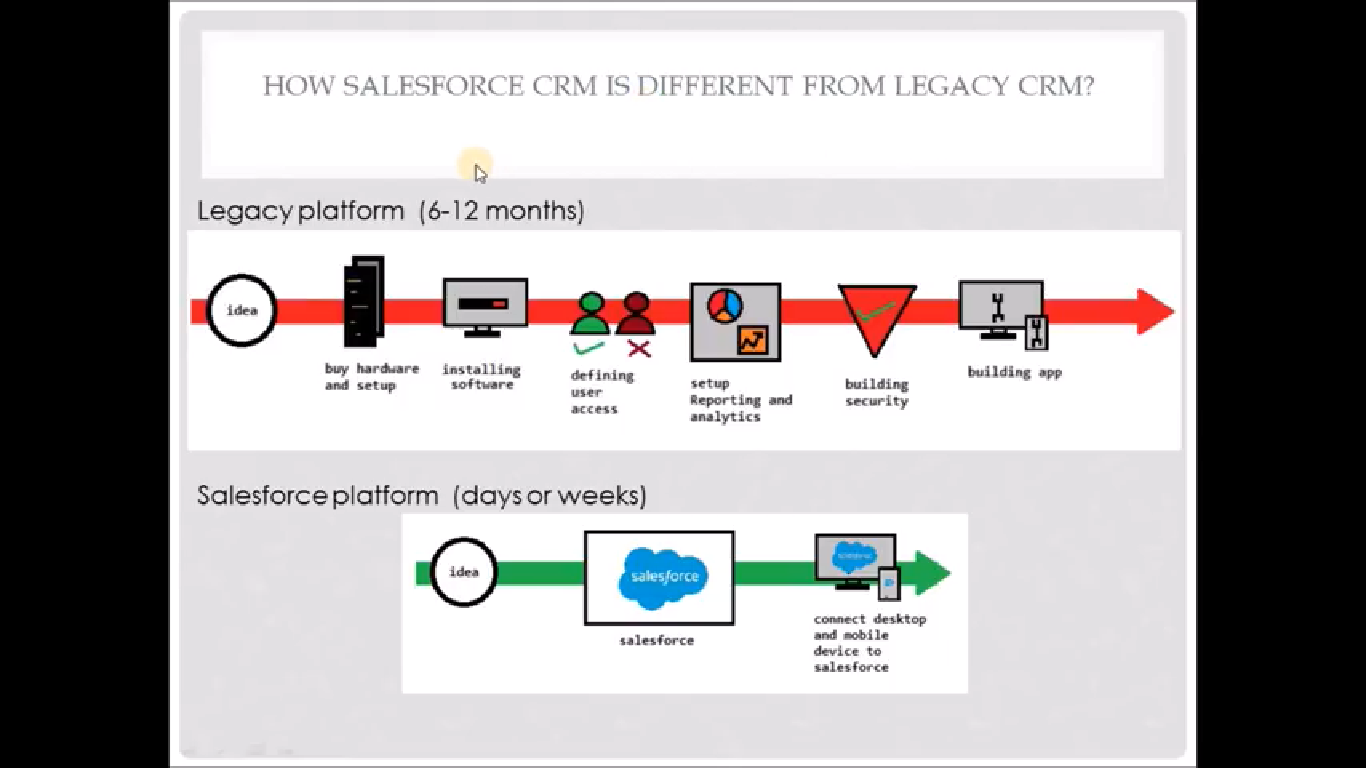 HOW SALESFORCE CRM IS DIFFERENT FROM LEGACY CRM?
Legacy platform (6-12 months)
idea
buy hardware
and setup
installing
software
defining
user
access
setup
Reporting and
analytics
building
security
building app
Salesforce platform (days or weeks)
idea
salesforce
salesforce
salesforce
connect desktop
and mobile
device to
salesforce